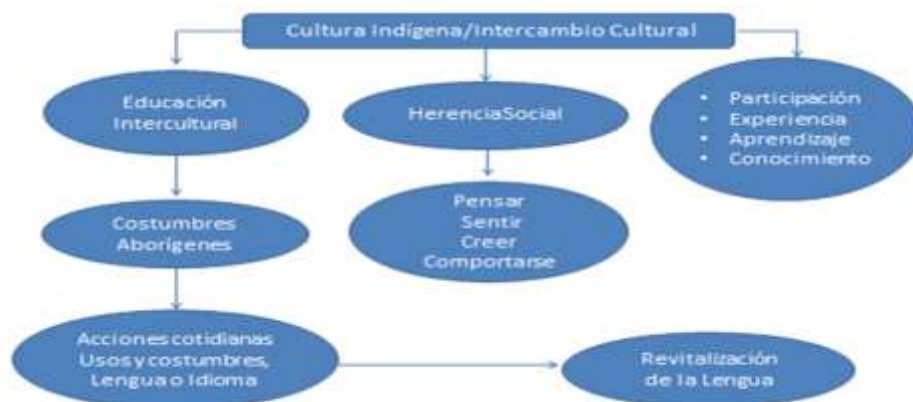 Cultura Indígena/Intercambio Cultural
Educación
Intercultural
HerenciaSocial
• Participación
• Experiencia
• Aprendizaje
• Conocimiento
Costumbres
Aborígenes
Pensar
Sentir
Creer
Comportarse
Acciones cotidianas
Usos y costumbres,
Lengua o Idioma
Revitalización
de la Lengua